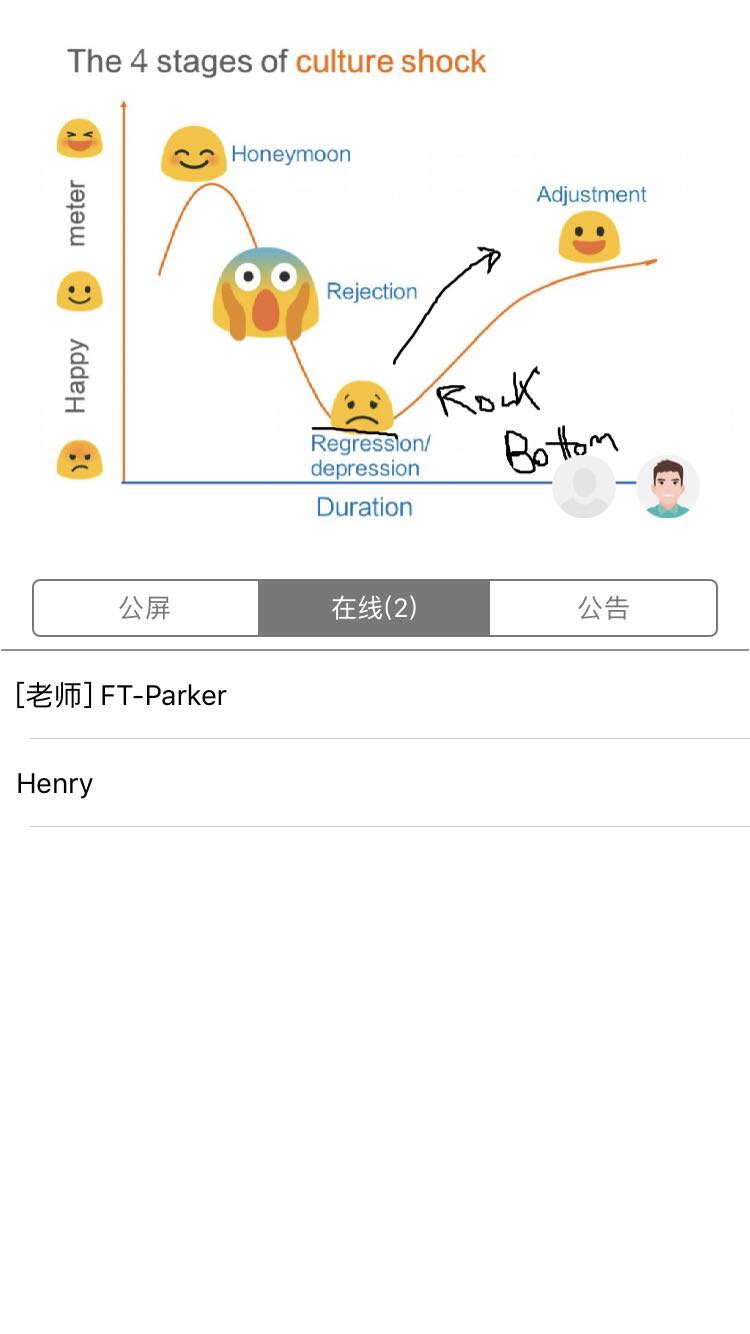 The 4 stages of culture shock
Honeymoon
Adjustment
meter
Rejection
Happy
Rock
Bottom
Regression/
depression
Duration
公屏
在线(2)
公告
[老师] FT-Parker
Henry